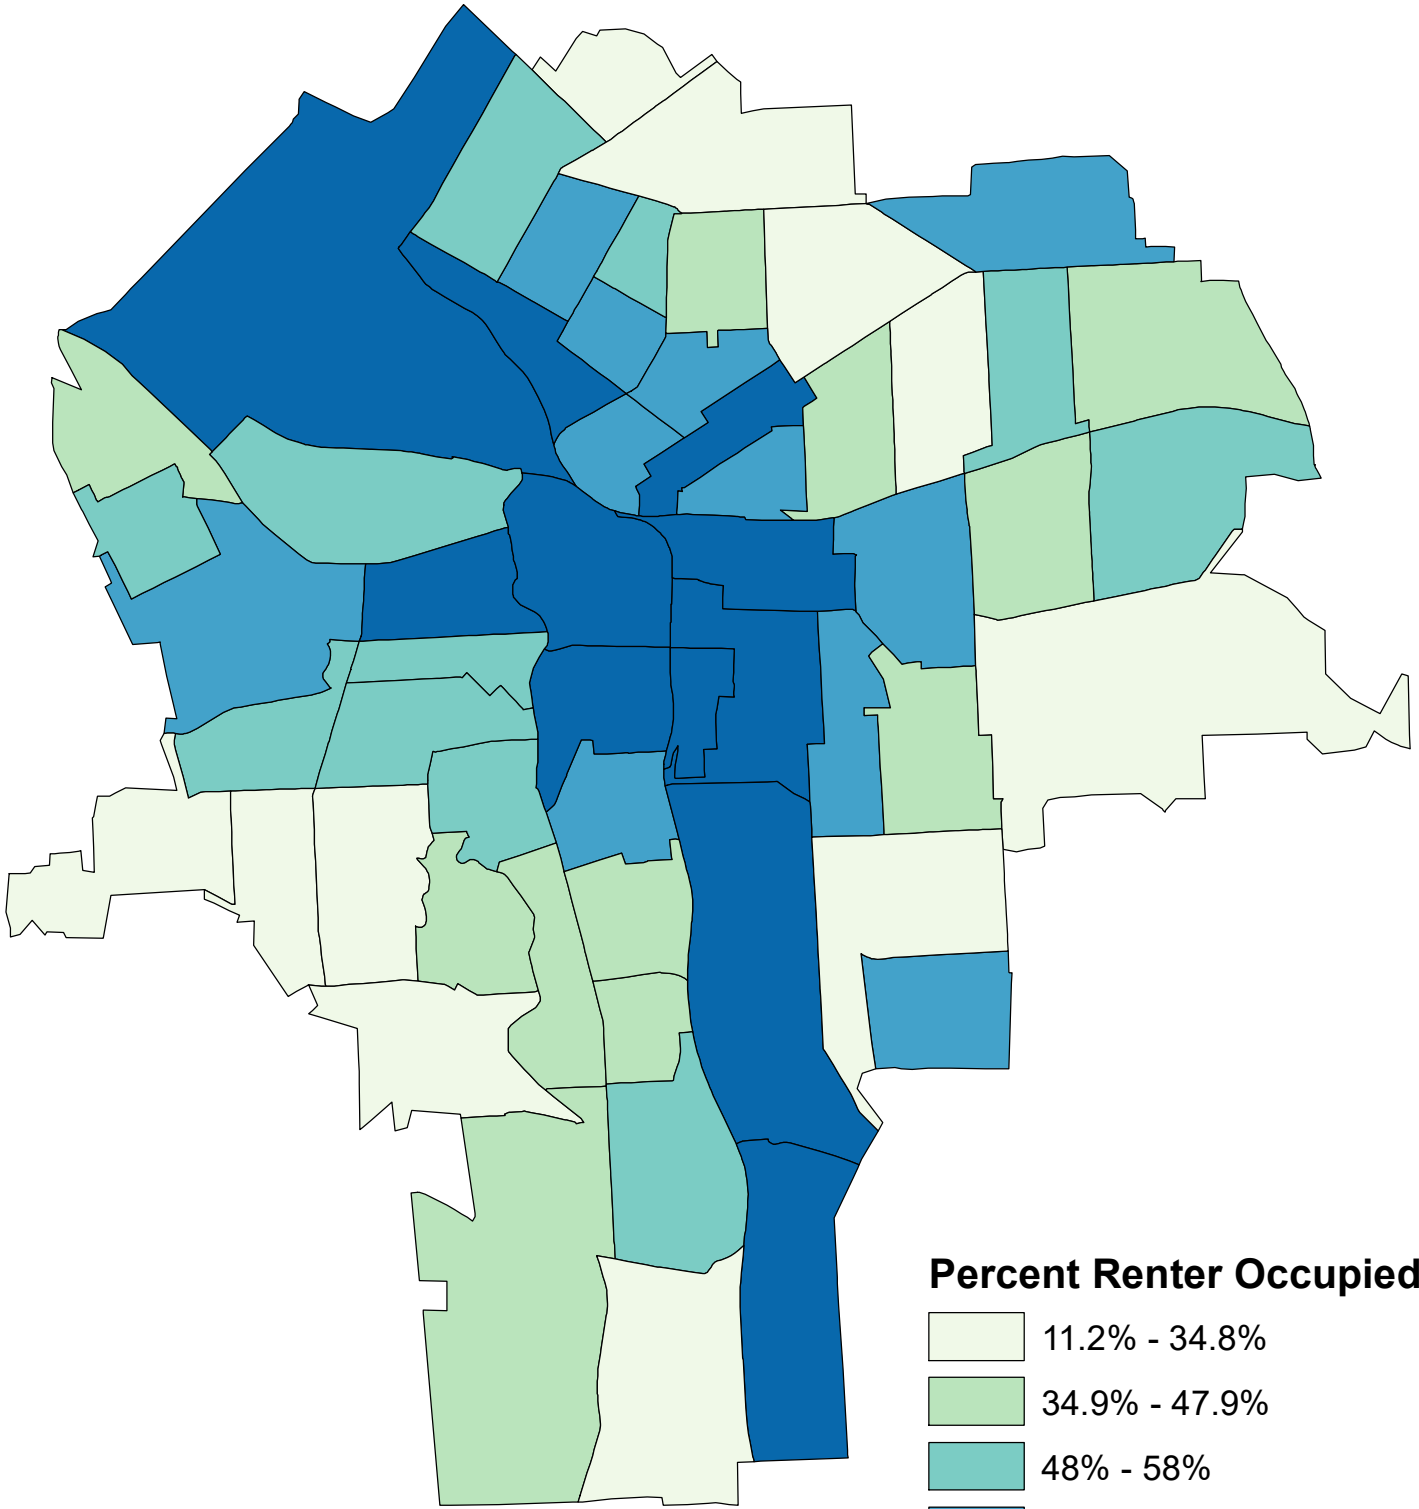 Percent Renter Occupied
11.2% - 34.8%
34.9% - 47.9%
48% - 58%